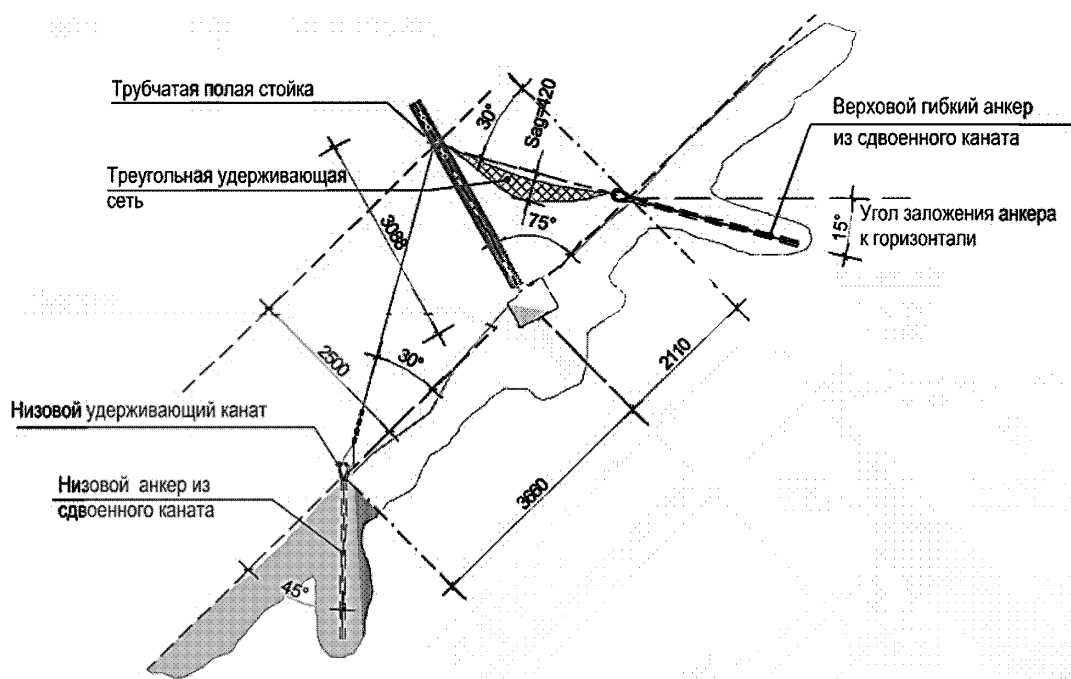 Трубчатая полая стойка
30°
Sag=420
Верховой гибкий анкер
из сдвоенного каната
Треугольная удерживающая
сеть
75°
3088
Угол заложения анкера
к горизонтали
15°
2500
30°
2110
Низовой удерживающий канат
3660
Низовой анкер из
сдвоенного каната
45°